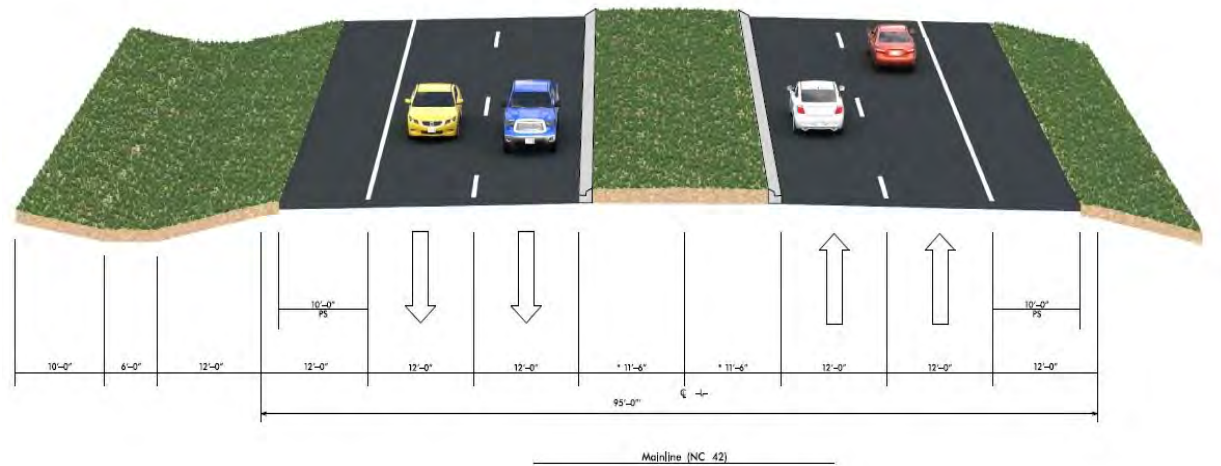 10'-0"
PS
10'-0"
PS
10'-0" 6'-0" 12'-0" 12'-0" 12'-0" 12'-0" * 11'-6" * 11'-6" 12'-0" 12'-0" 12'-0"
℄ -L-
95'-0"
Mainline (NC 42)